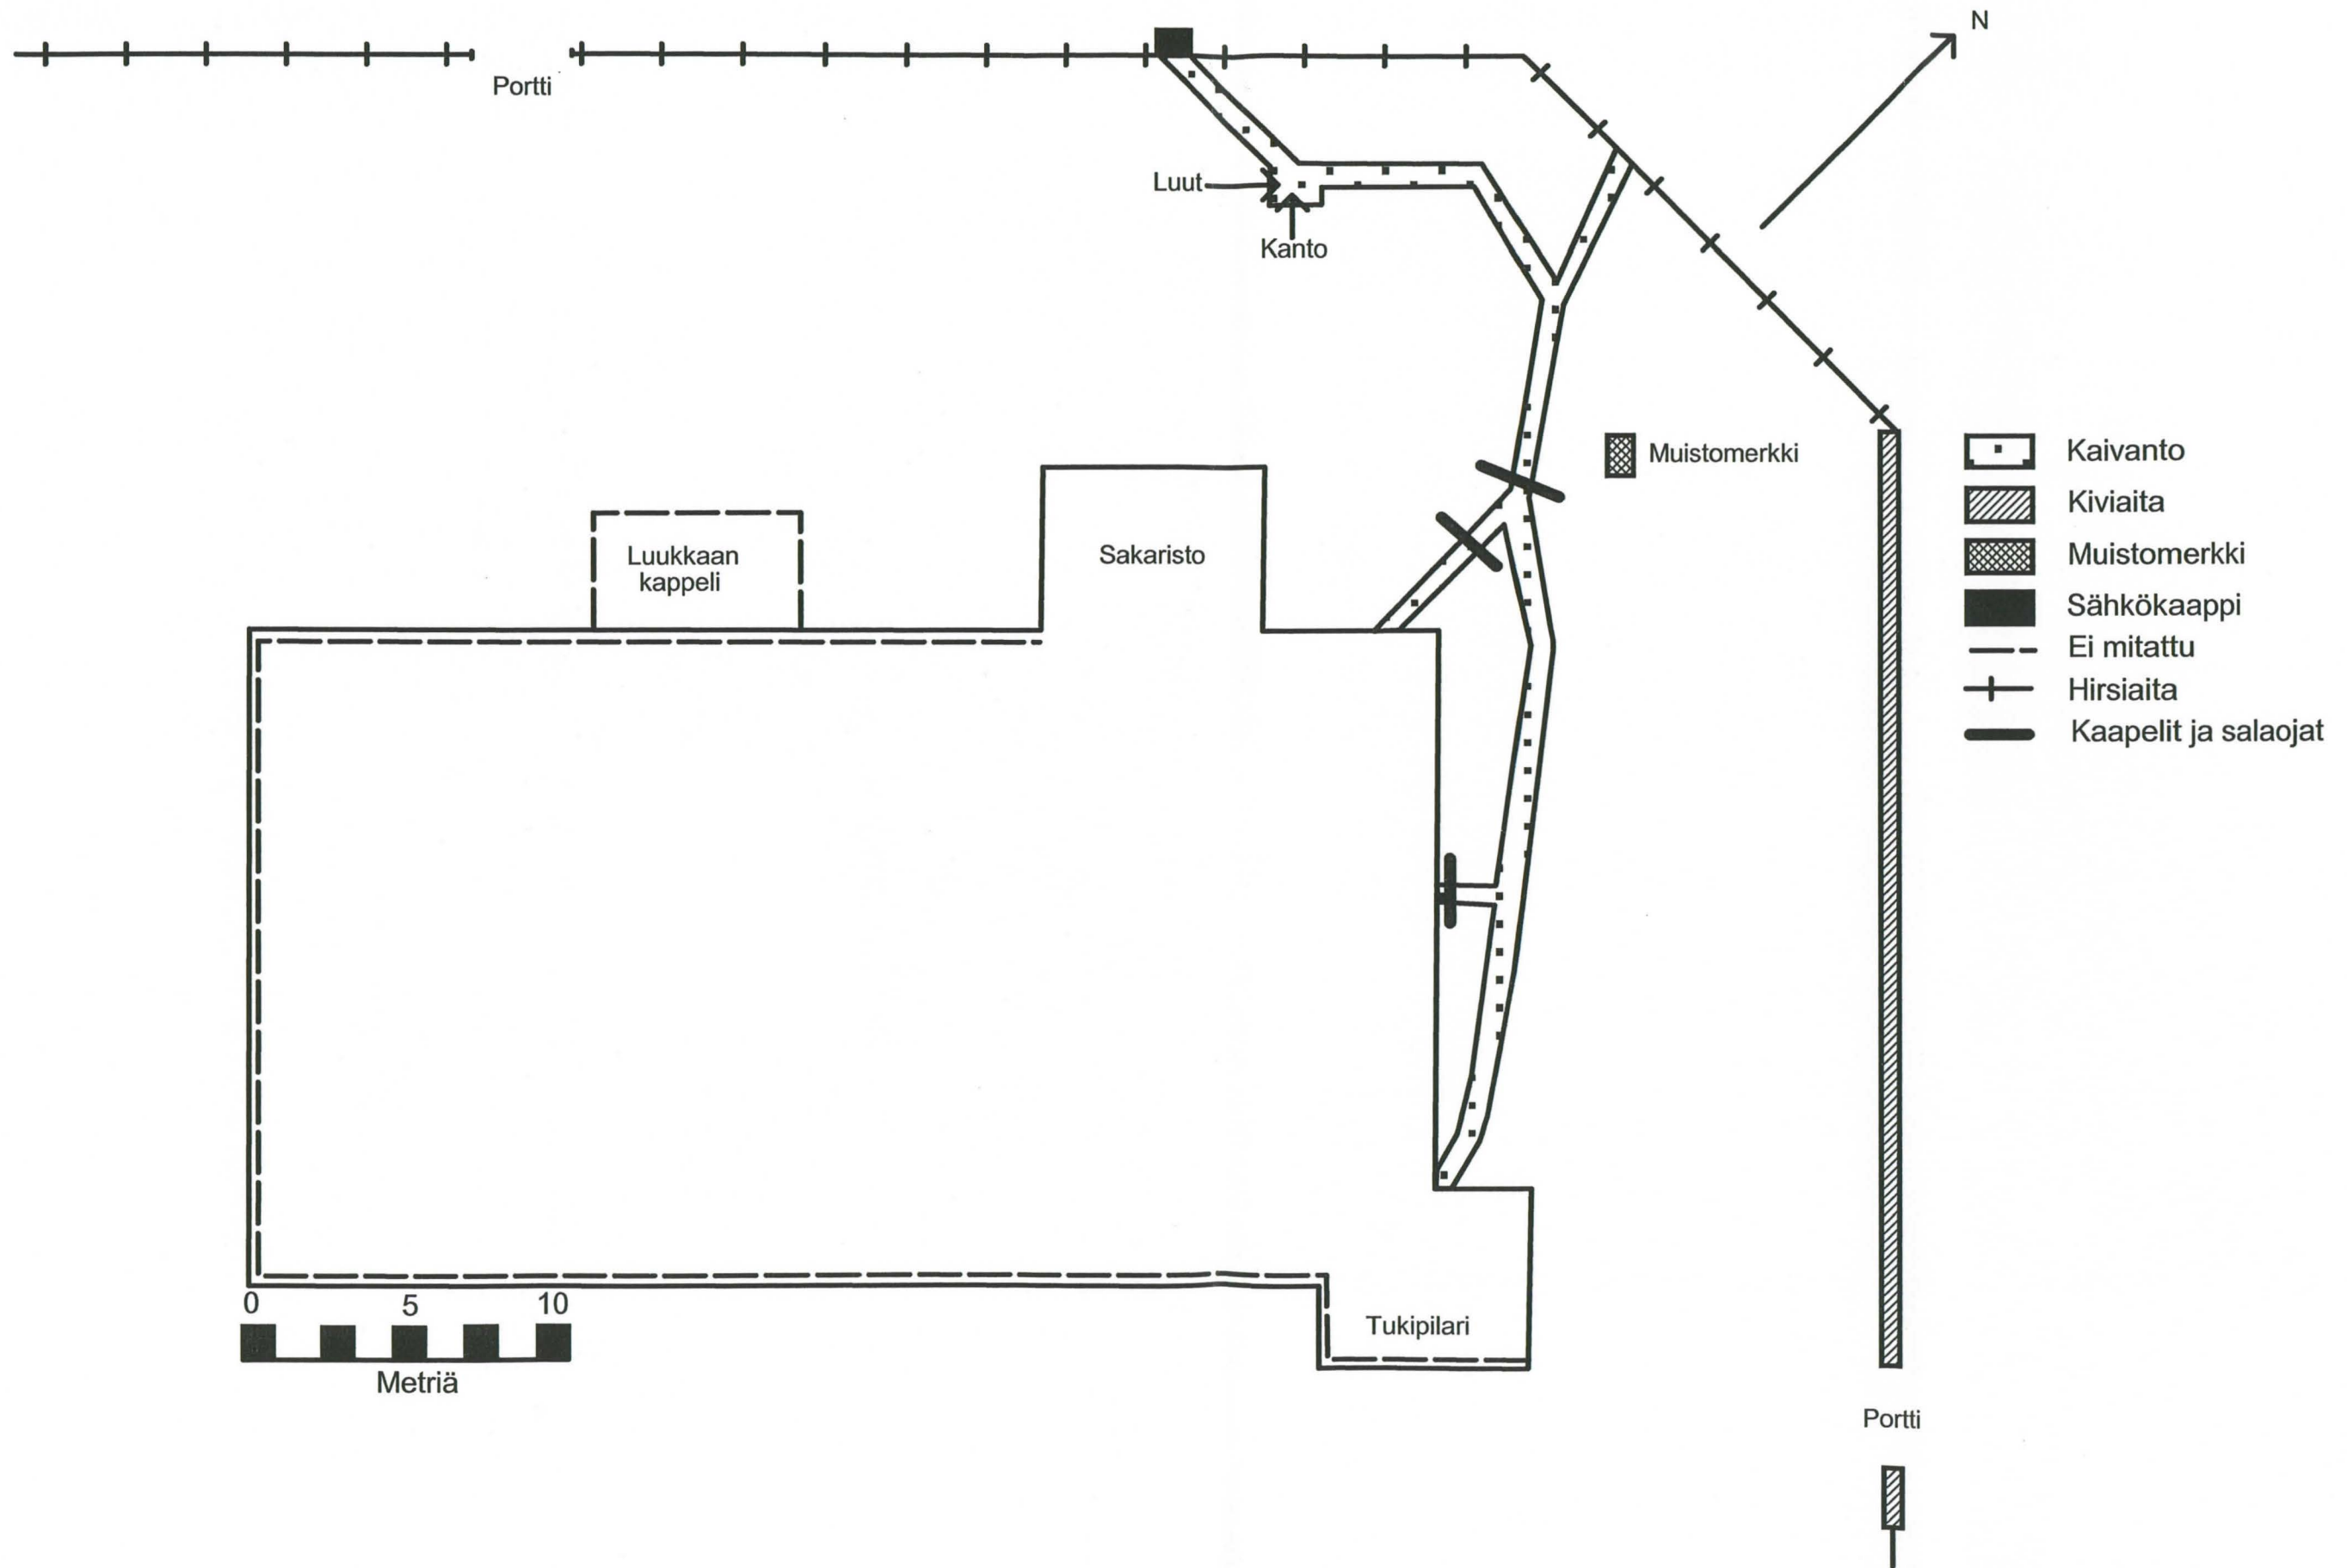 N
Portti
Luut
Kanto
Muistomerkki
Kaivanto
Kiviaita
Muistomerkki
Sähkökaappi
Ei mitattu
Hirsiaita
Kaapelit ja salaojat
Luukkaan
kappeli
Sakaristo
0 5 10
Metriä
Tukipilari
Portti